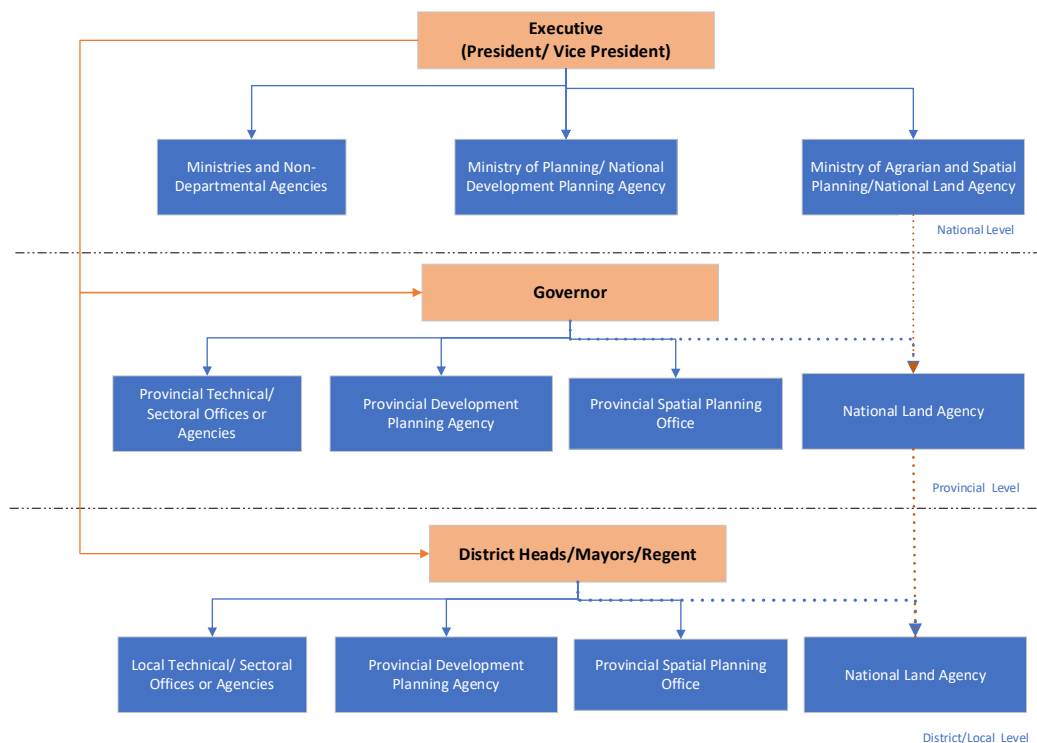 Executive
(President/ Vice President)
Ministries and Non-
Departmental Agencies
Ministry of Planning/ National
Development Planning Agency
Ministry of Agrarian and Spatial
Planning/National Land Agency
National Level
Governor
Provincial Technical/
Sectoral Offices or
Agencies
Provincial Development
Planning Agency
Provincial Spatial Planning
Office
National Land Agency
Provincial Level
District Heads/Mayors/Regent
Local Technical/ Sectoral
Offices or Agencies
Provincial Development
Planning Agency
Provincial Spatial Planning
Office
National Land Agency
District/Local Level